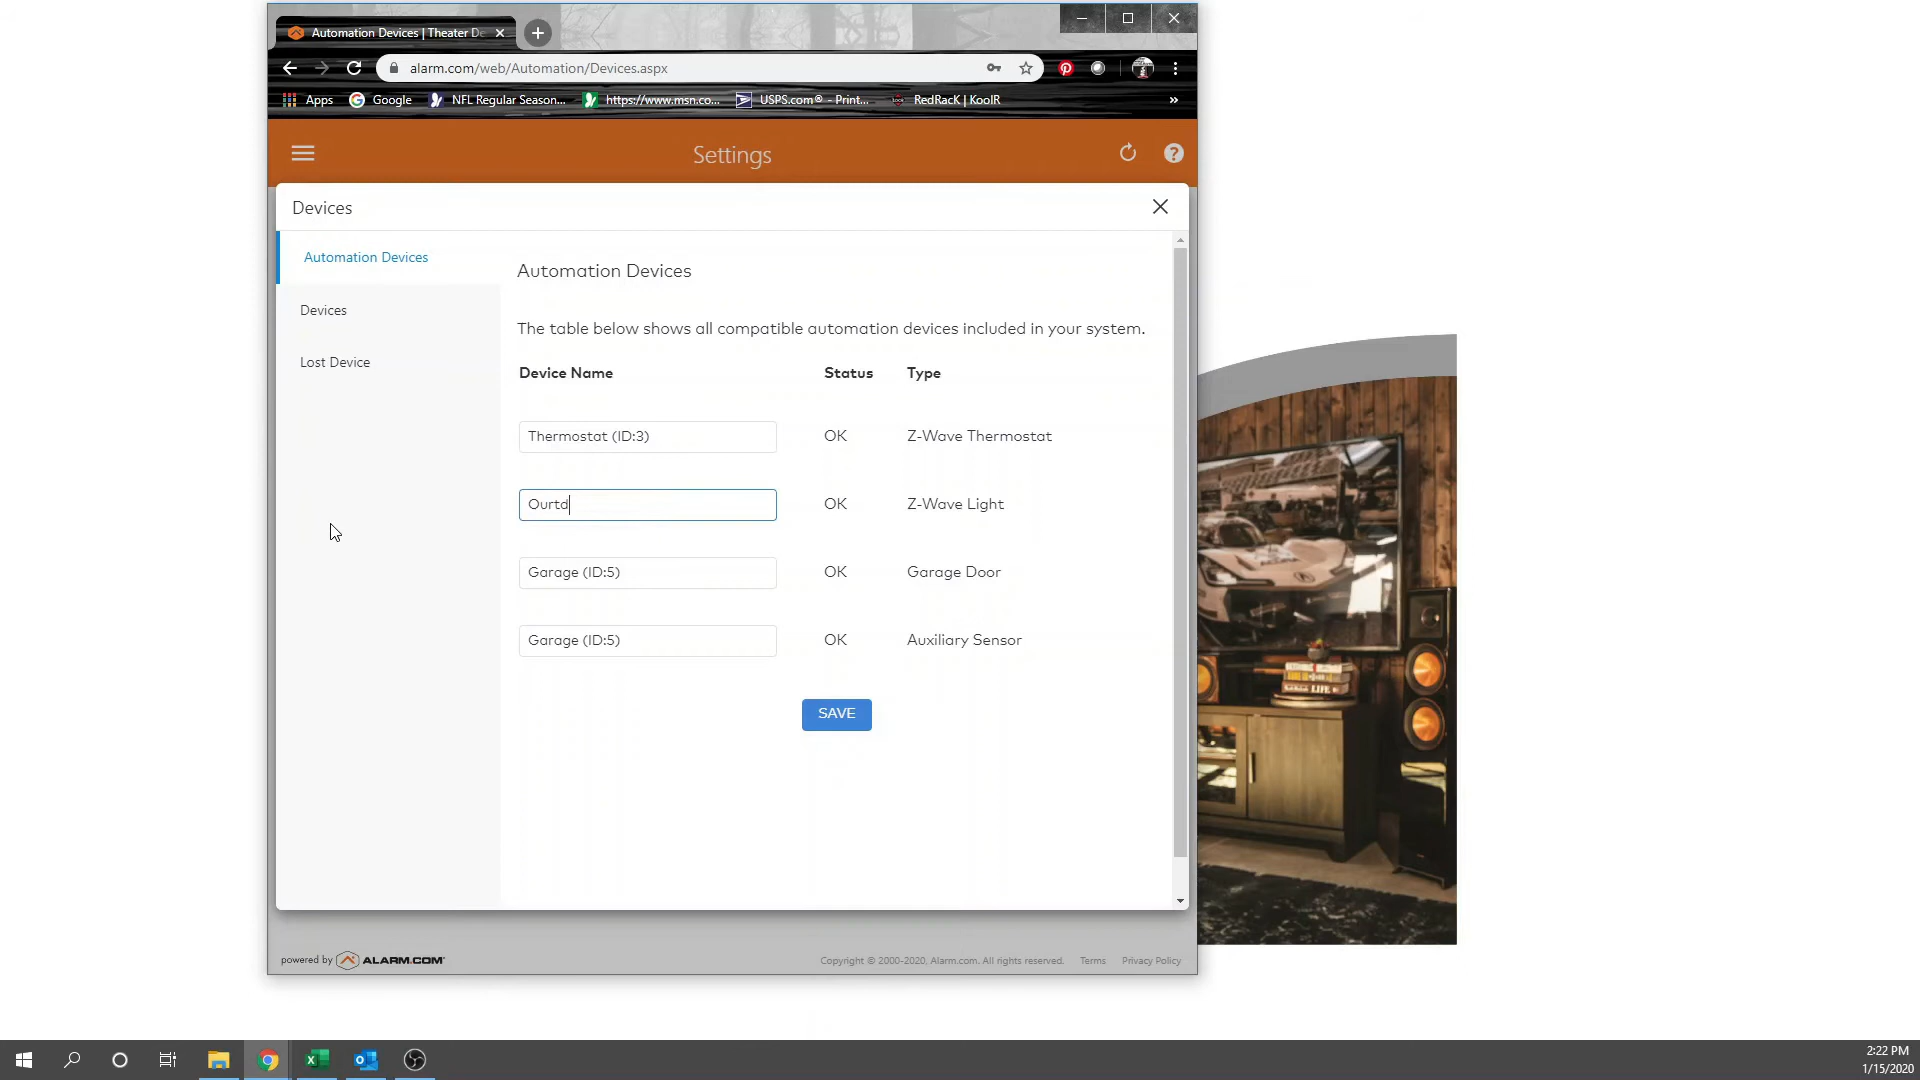 Automation Devices | Theater De
alarm.com/web/Automation/Devices.aspx
Apps Google NFL Regular Season... https://www.msn.co... USPS.com® - Print... RedRacK | KoolR »
Settings
Devices
Automation Devices
Devices
Lost Device
Automation Devices
The table below shows all compatible automation devices included in your system.
Device Name Status Type
Thermostat (ID:3) OK Z-Wave Thermostat
Ourtd OK Z-Wave Light
Garage (ID:5) OK Garage Door
Garage (ID:5) OK Auxiliary Sensor
SAVE
powered by ALARM.COM
Copyright © 2000-2020, Alarm.com. All rights reserved. Terms Privacy Policy
2:22 PM
1/15/2020